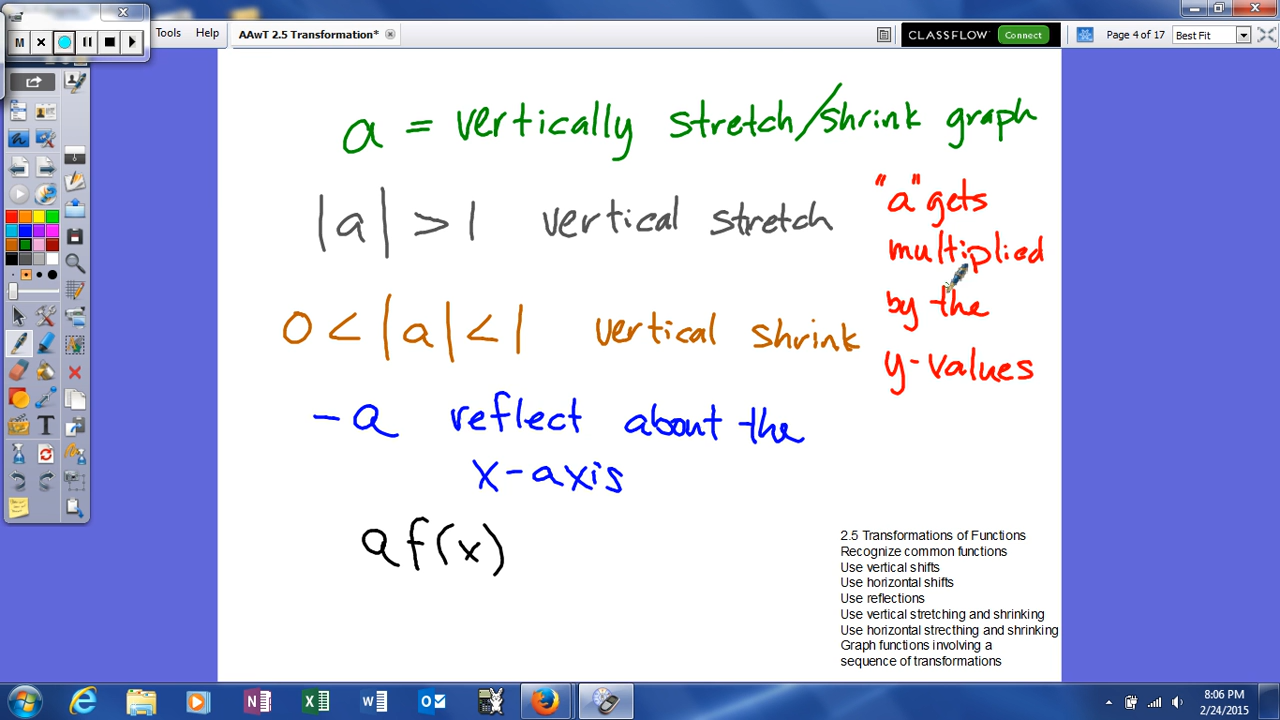 Tools Help AAwT 2.5 Transformation* CLASSFLOW Connect Page 4 of 17 Best Fit
M
a = vertically stretch/shrink graph
|a| > 1 vertical stretch
0 < |a| < 1 vertical shrink
-a reflect about the
x-axis
af(x)
"a" gets
multiplied
by the
y-values
2.5 Transformations of Functions
Recognize common functions
Use vertical shifts
Use horizontal shifts
Use reflections
Use vertical stretching and shrinking
Use horizontal strecthing and shrinking
Graph functions involving a
sequence of transformations
8:06 PM
2/24/2015